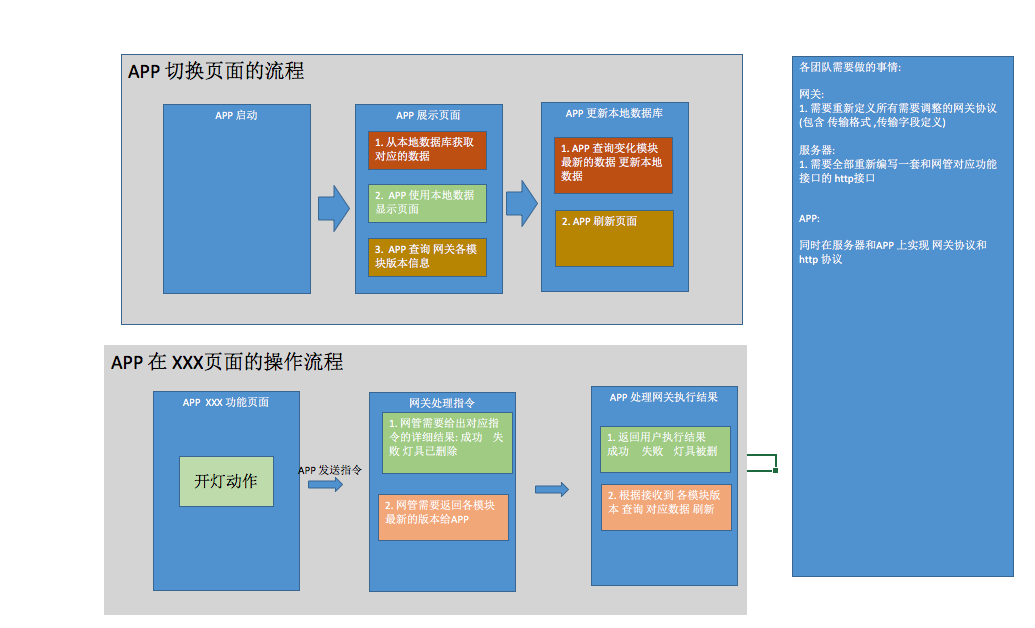 APP 切换页面的流程
APP 启动
APP 展示页面
1. 从本地数据库获取
对应的数据
2. APP 使用本地数据
显示页面
3. APP 查询 网关各模
块版本信息
APP 更新本地数据库
1. APP 查询变化模块
最新的数据 更新本地
数据
2. APP 刷新页面
APP 在 XXX页面的操作流程
APP XXX 功能页面
开灯动作
APP 发送指令
网关处理指令
1. 网管需要给出对应指
令的详细结果: 成功 失
败 灯具已删除
2. 网管需要返回各模块
最新的版本给APP
APP 处理网关执行结果
1. 返回用户执行结果
成功 失败 灯具被删
2. 根据接收到 各模块版
本 查询 对应数据 刷新
各团队需要做的事情:
网关:
1. 需要重新定义所有需要调整的网关协议
(包含 传输格式 ,传输字段定义)
服务器:
1. 需要全部重新编写一套和网管对应功能
接口的 http接口
APP:
同时在服务器和APP 上实现 网关协议和
http 协议